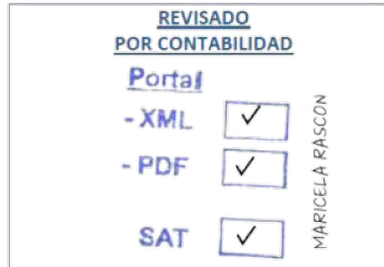 REVISADO
POR CONTABILIDAD
Portal
- XML ✓
- PDF ✓
SAT ✓
MARICELA RASCON